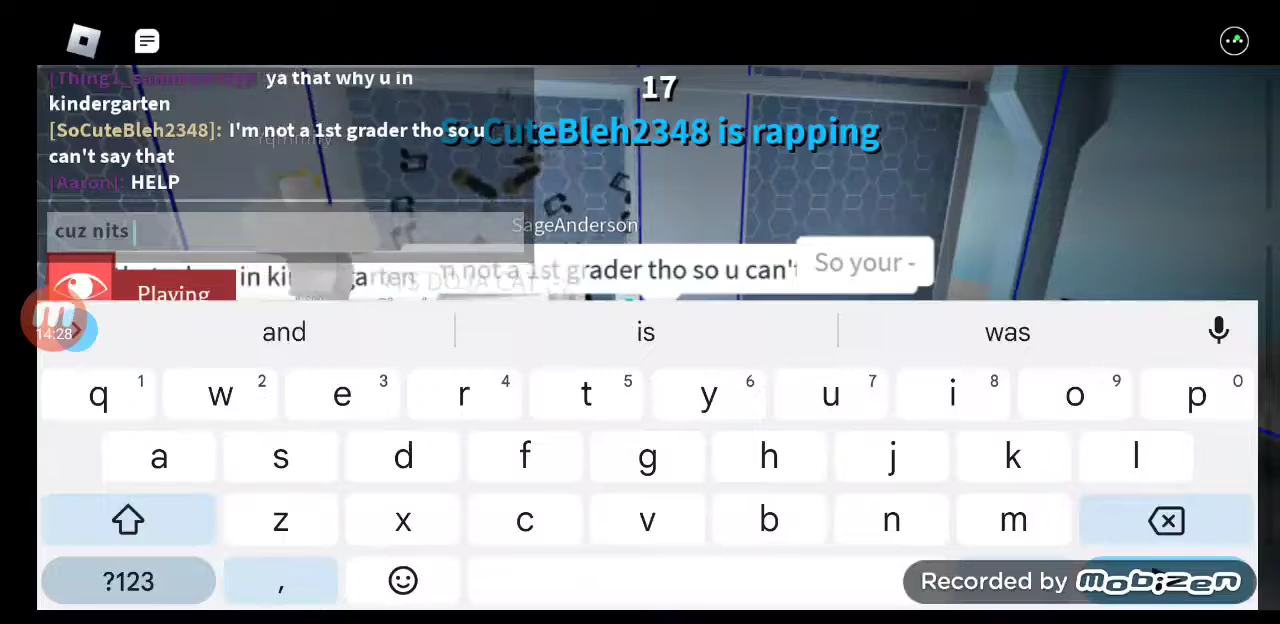 ya that why u in
kindergarten
17
[SoCuteBleh2348]: I'm not a 1st grader tho so u
can't say that
SoCuteBleh2348 is rapping
[Aaron]: HELP
cuz nits
SageAnderson
in kindergarten
not a 1st grader tho so u can't
So your -
Playing
14:28
and is was
q 1 w 2 e 3 r 4 t 5 y 6 u 7 i 8 o 9 p 0
a s d f g h j k l
z x c v b n m
?123 ,
Recorded by mobizen